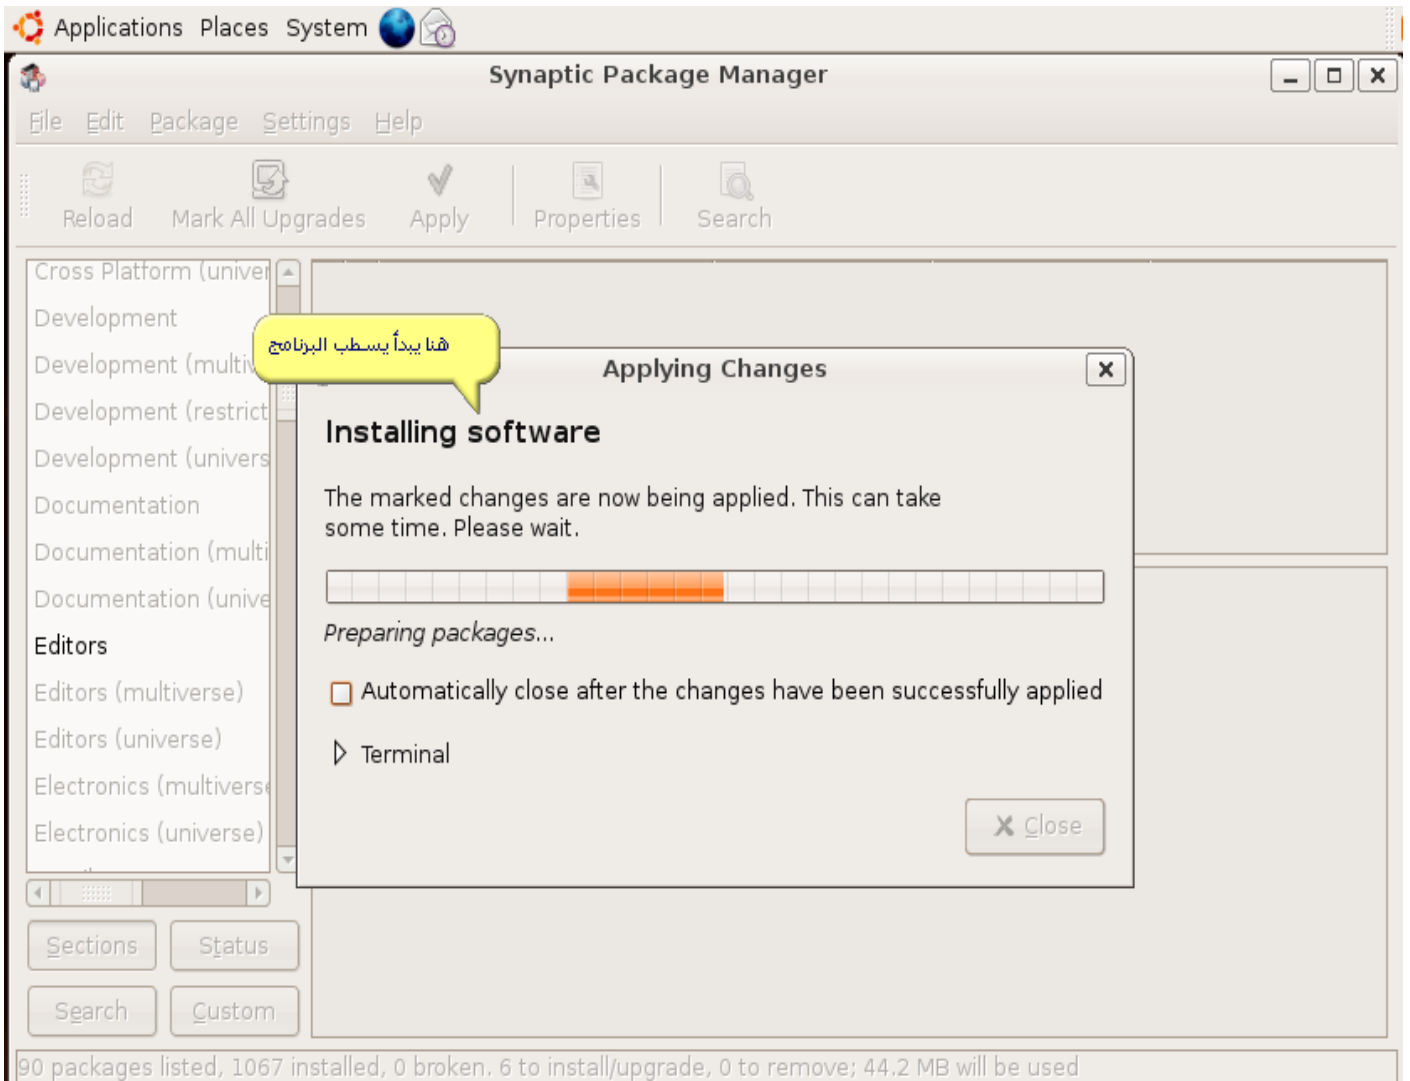 Applications Places System
Synaptic Package Manager
File Edit Package Settings Help
Reload Mark All Upgrades Apply Properties Search
Cross Platform (univer
Development
Development (multiv
Development (restrict
Development (univers
Documentation
Documentation (multi
Documentation (unive
Editors
Editors (multiverse)
Editors (universe)
Electronics (multiverse
Electronics (universe)
هنا يبدأ يسطب البرنامج
Applying Changes
Installing software
The marked changes are now being applied. This can take
some time. Please wait.
Preparing packages...
Automatically close after the changes have been successfully applied
Terminal
Close
Sections Status
Search Custom
90 packages listed, 1067 installed, 0 broken. 6 to install/upgrade, 0 to remove; 44.2 MB will be used